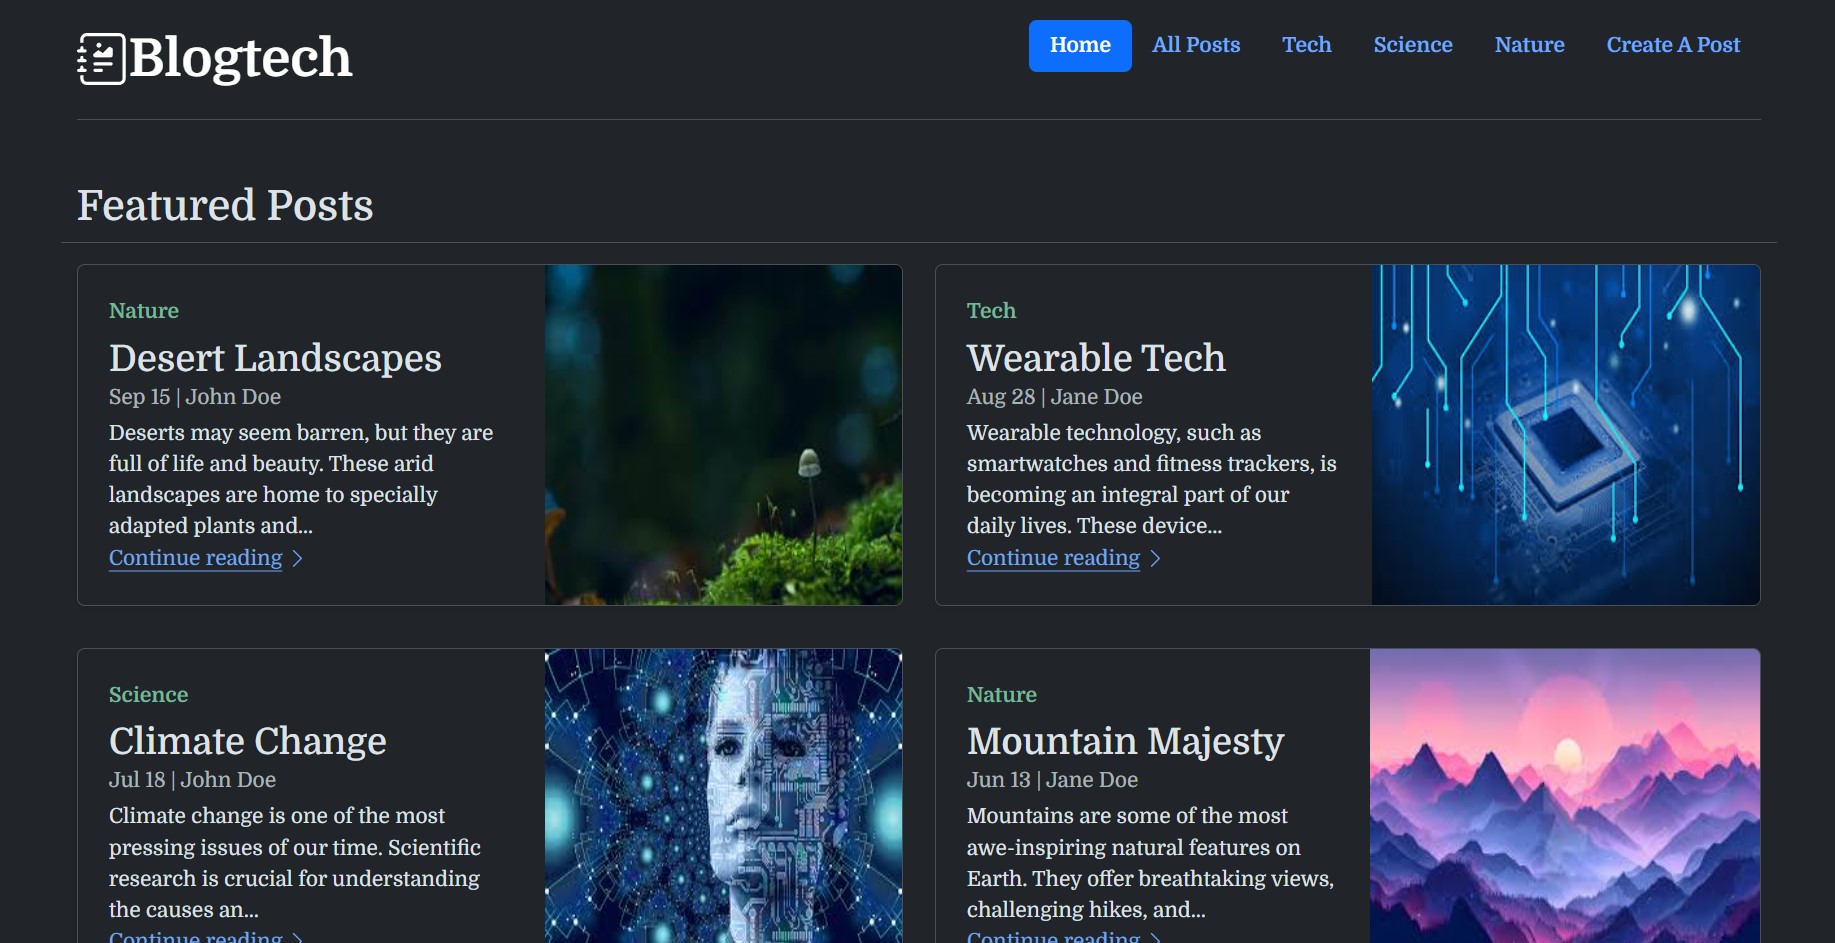 Blogtech
Home
All Posts
Tech
Science
Nature
Create A Post
Featured Posts
Nature
Desert Landscapes
Sep 15 | John Doe
Deserts may seem barren, but they are
full of life and beauty. These arid
landscapes are home to specially
adapted plants and...
Continue reading
Tech
Wearable Tech
Aug 28 | Jane Doe
Wearable technology, such as
smartwatches and fitness trackers, is
becoming an integral part of our
daily lives. These device...
Continue reading
Science
Climate Change
Jul 18 | John Doe
Climate change is one of the most
pressing issues of our time. Scientific
research is crucial for understanding
the causes an...
Continue reading
Nature
Mountain Majesty
Jun 13 | Jane Doe
Mountains are some of the most
awe-inspiring natural features on
Earth. They offer breathtaking views,
challenging hikes, and...
Continue reading